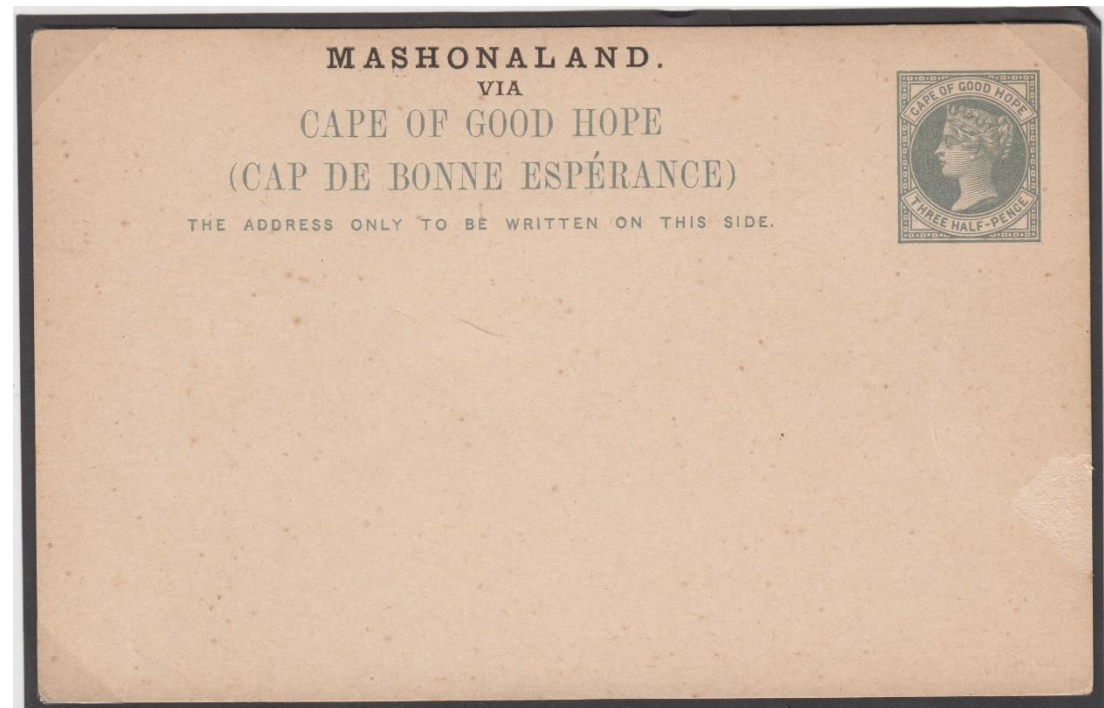 MASHONALAND.
VIA
CAPE OF GOOD HOPE
(CAP DE BONNE ESPÉRANCE)
THE ADDRESS ONLY TO BE WRITTEN ON THIS SIDE.
CAPE OF GOOD HOPE
THREE HALF-PENCE